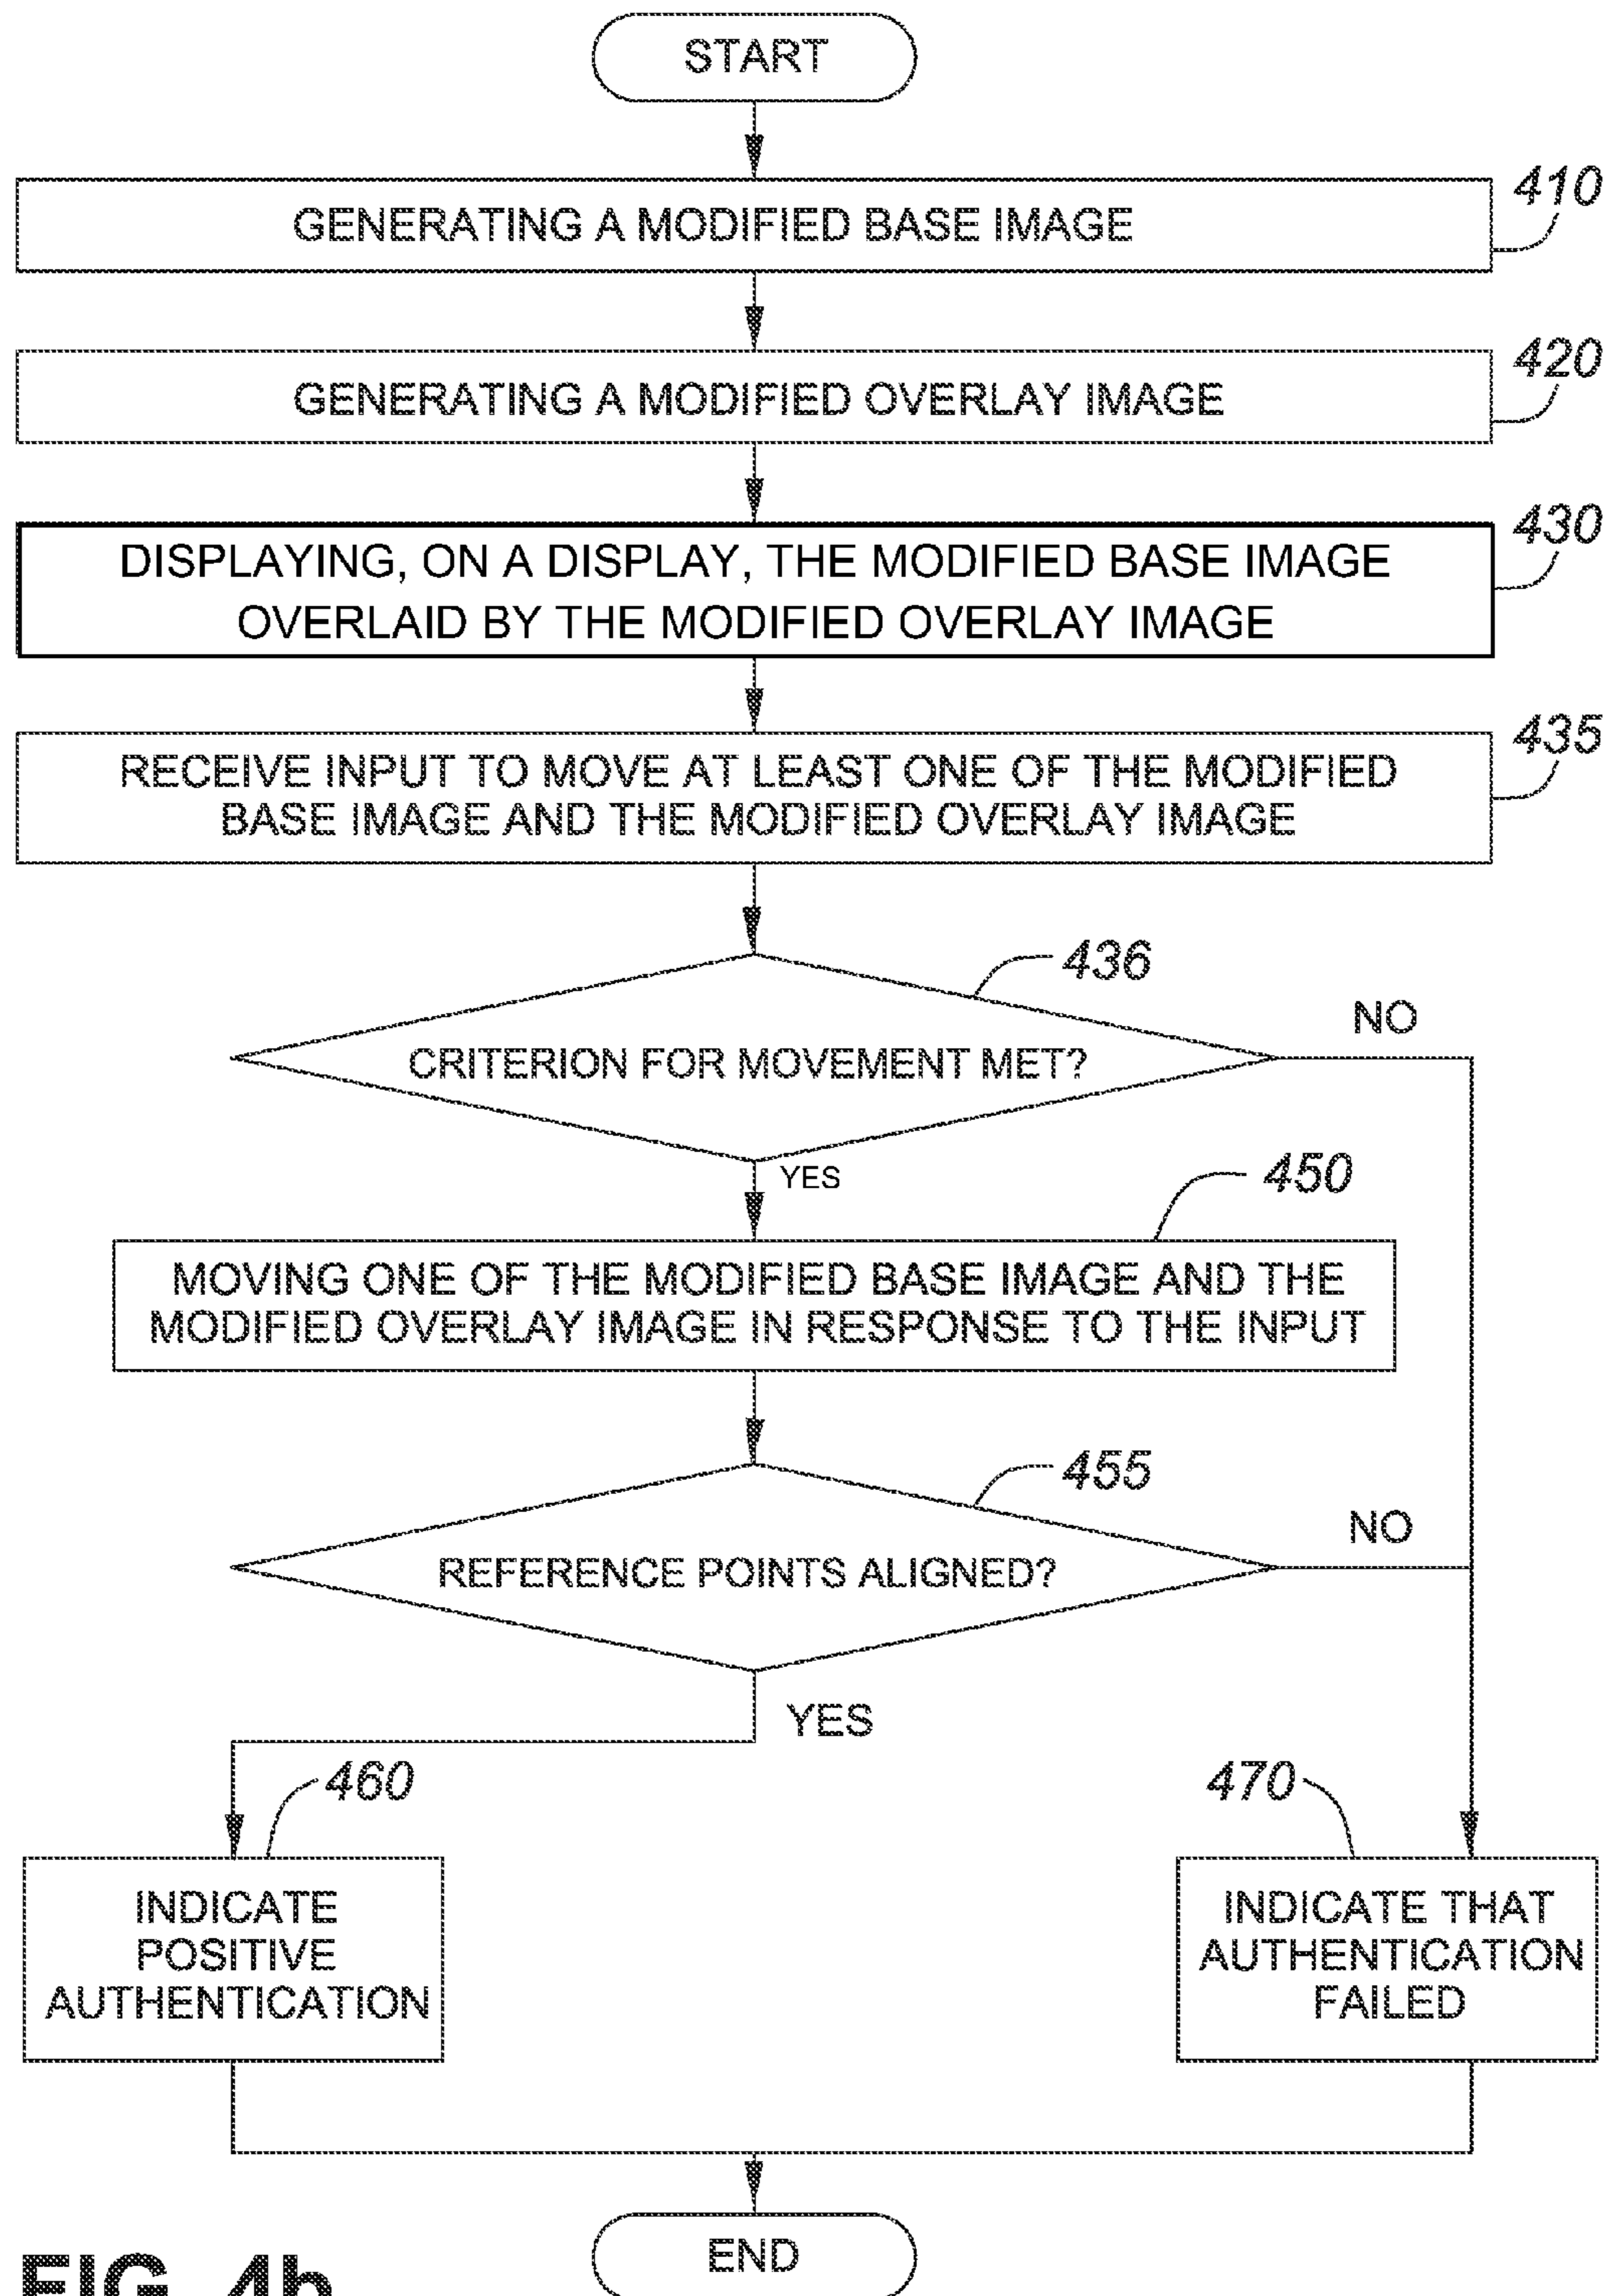 START
410
GENERATING A MODIFIED BASE IMAGE
420
GENERATING A MODIFIED OVERLAY IMAGE
430
DISPLAYING, ON A DISPLAY, THE MODIFIED BASE IMAGE
OVERLAID BY THE MODIFIED OVERLAY IMAGE
435
RECEIVE INPUT TO MOVE AT LEAST ONE OF THE MODIFIED
BASE IMAGE AND THE MODIFIED OVERLAY IMAGE
436
NO
CRITERION FOR MOVEMENT MET?
YES
450
MOVING ONE OF THE MODIFIED BASE IMAGE AND THE
MODIFIED OVERLAY IMAGE IN RESPONSE TO THE INPUT
455
NO
REFERENCE POINTS ALIGNED?
YES
460
470
INDICATE
POSITIVE
AUTHENTICATION
INDICATE THAT
AUTHENTICATION
FAILED
END
FIG. 4b